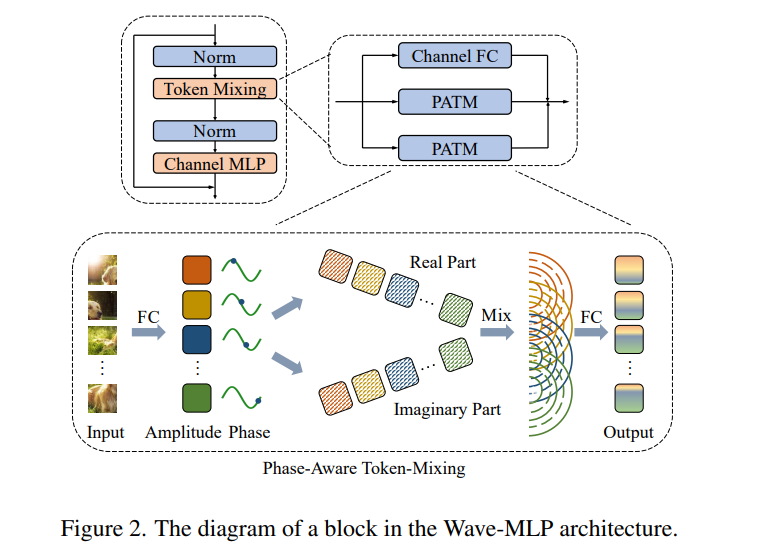 Norm
Token Mixing
Norm
Channel MLP
Channel FC
PATM
PATM
Real Part
FC
Mix
FC
Imaginary Part
Input
Amplitude Phase
Output
Phase-Aware Token-Mixing
Figure 2. The diagram of a block in the Wave-MLP architecture.